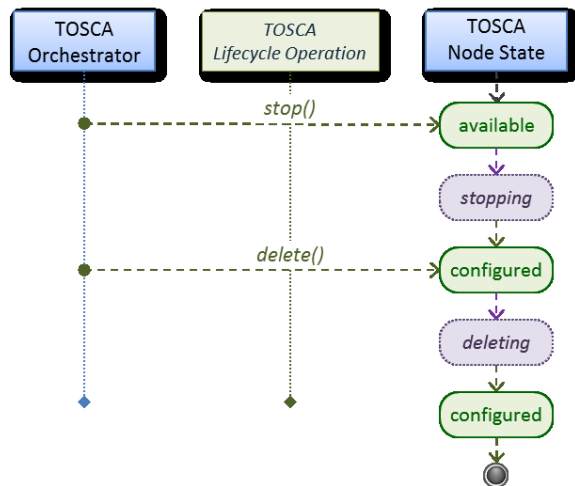 TOSCA
Orchestrator
TOSCA
Lifecycle Operation
TOSCA
Node State
stop()
available
stopping
delete()
configured
deleting
configured